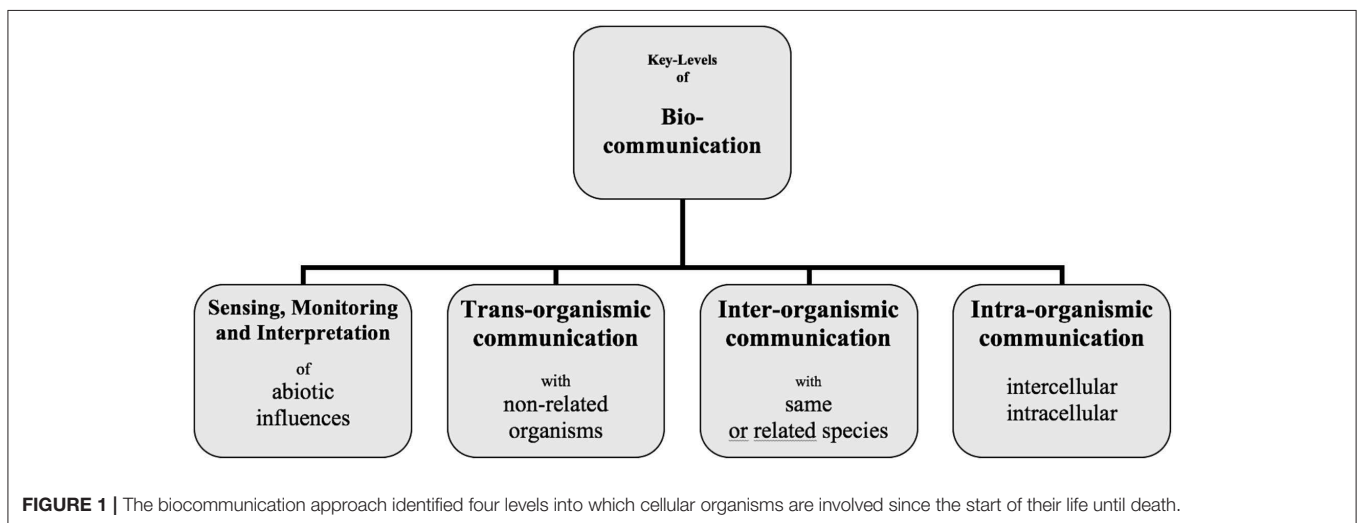 Key-Levels
of
Bio-
communication
Sensing, Monitoring
and Interpretation
of
abiotic
influences
Trans-organismic
communication
with
non-related
organisms
Inter-organismic
communication
with
same
or related species
Intra-organismic
communication
intercellular
intracellular
FIGURE 1 | The biocommunication approach identified four levels into which cellular organisms are involved since the start of their life until death.